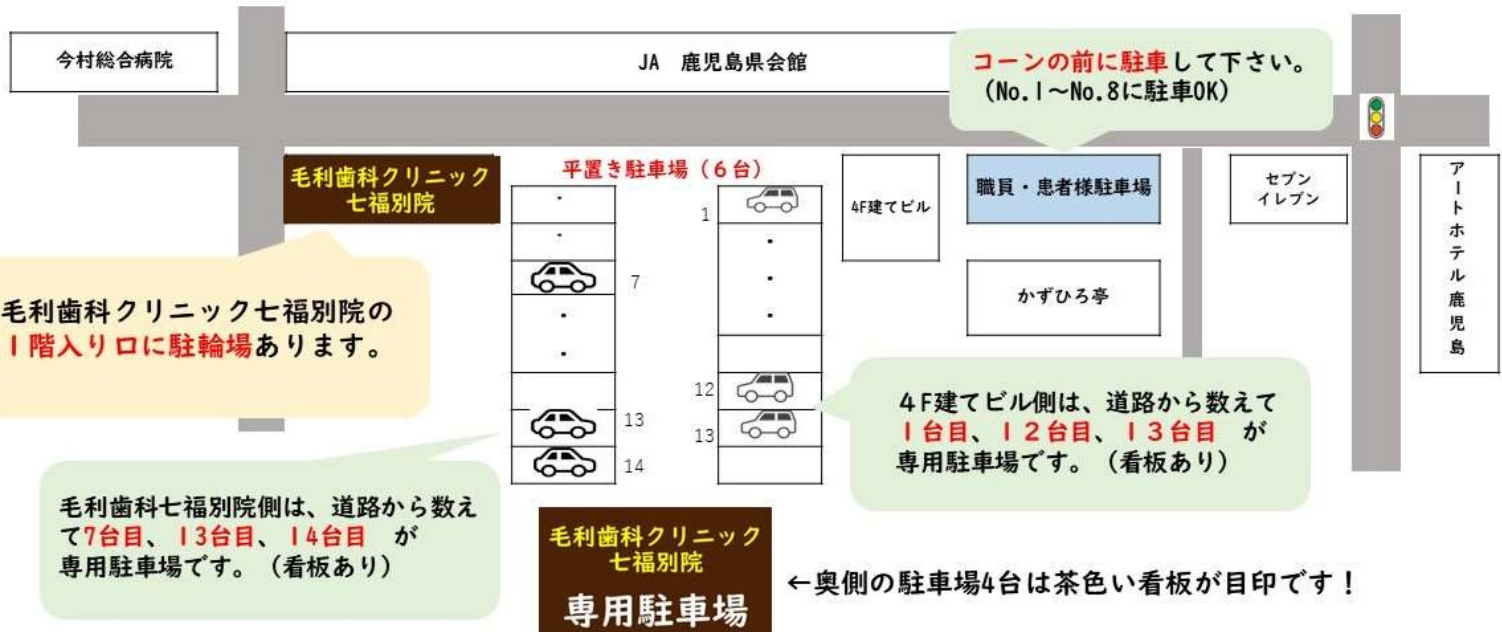 今村総合病院
JA 鹿児島県会館
コーンの前に駐車して下さい。
(No.1〜No.8に駐車OK)
毛利歯科クリニック
七福別院
平置き駐車場(6台)
1
7
12
13
13
14
4F建てビル
職員・患者様駐車場
かずひろ亭
セブン
イレブン
アートホテル鹿児島
毛利歯科クリニック七福別院の
1階入り口に駐輪場あります。
4F建てビル側は、道路から数えて
1台目、12台目、13台目 が
専用駐車場です。(看板あり)
毛利歯科七福別院側は、道路から数え
て7台目、13台目、14台目 が
専用駐車場です。(看板あり)
毛利歯科クリニック
七福別院
専用駐車場
←奥側の駐車場4台は茶色い看板が目印です!